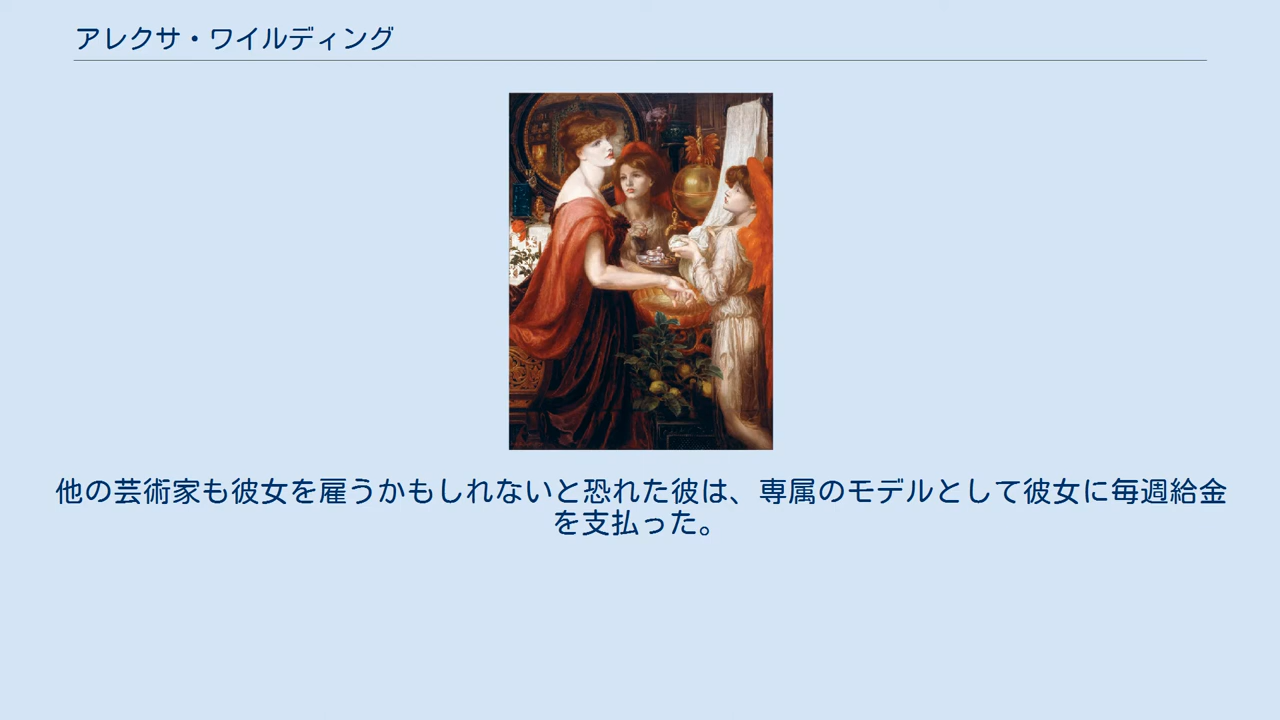 アレクサ・ワイルディング
他の芸術家も彼女を雇うかもしれないと恐れた彼は、専属のモデルとして彼女に毎週給金
を支払った。